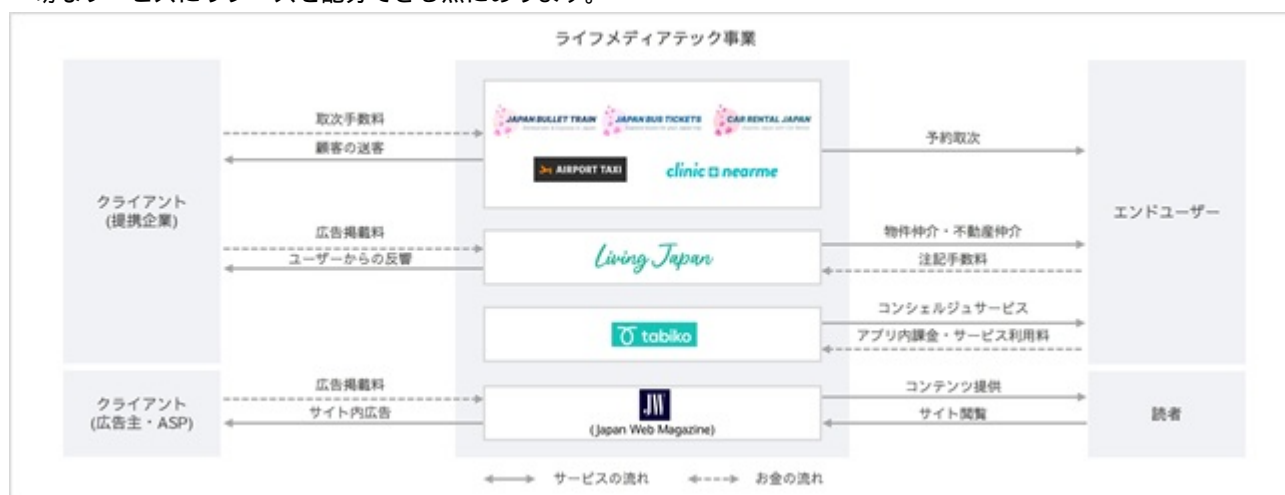 ライフメディアテック事業
取次手数料
顧客の送客
JAPAN BULLET TRAIN
JAPAN BUS TICKETS
CAR RENTAL JAPAN
AIRPORT TAXI
clinic nearme
予約取次
クライアント
(提携企業)
エンドユーザー
広告掲載料
ユーザーからの反響
Living Japan
物件仲介・不動産仲介
注記手数料
tabiko
コンシェルジュサービス
アプリ内課金・サービス利用料
クライアント
(広告主・ASP)
広告掲載料
サイト内広告
JW
(Japan Web Magazine)
コンテンツ提供
サイト閲覧
読者
サービスの流れ
お金の流れ